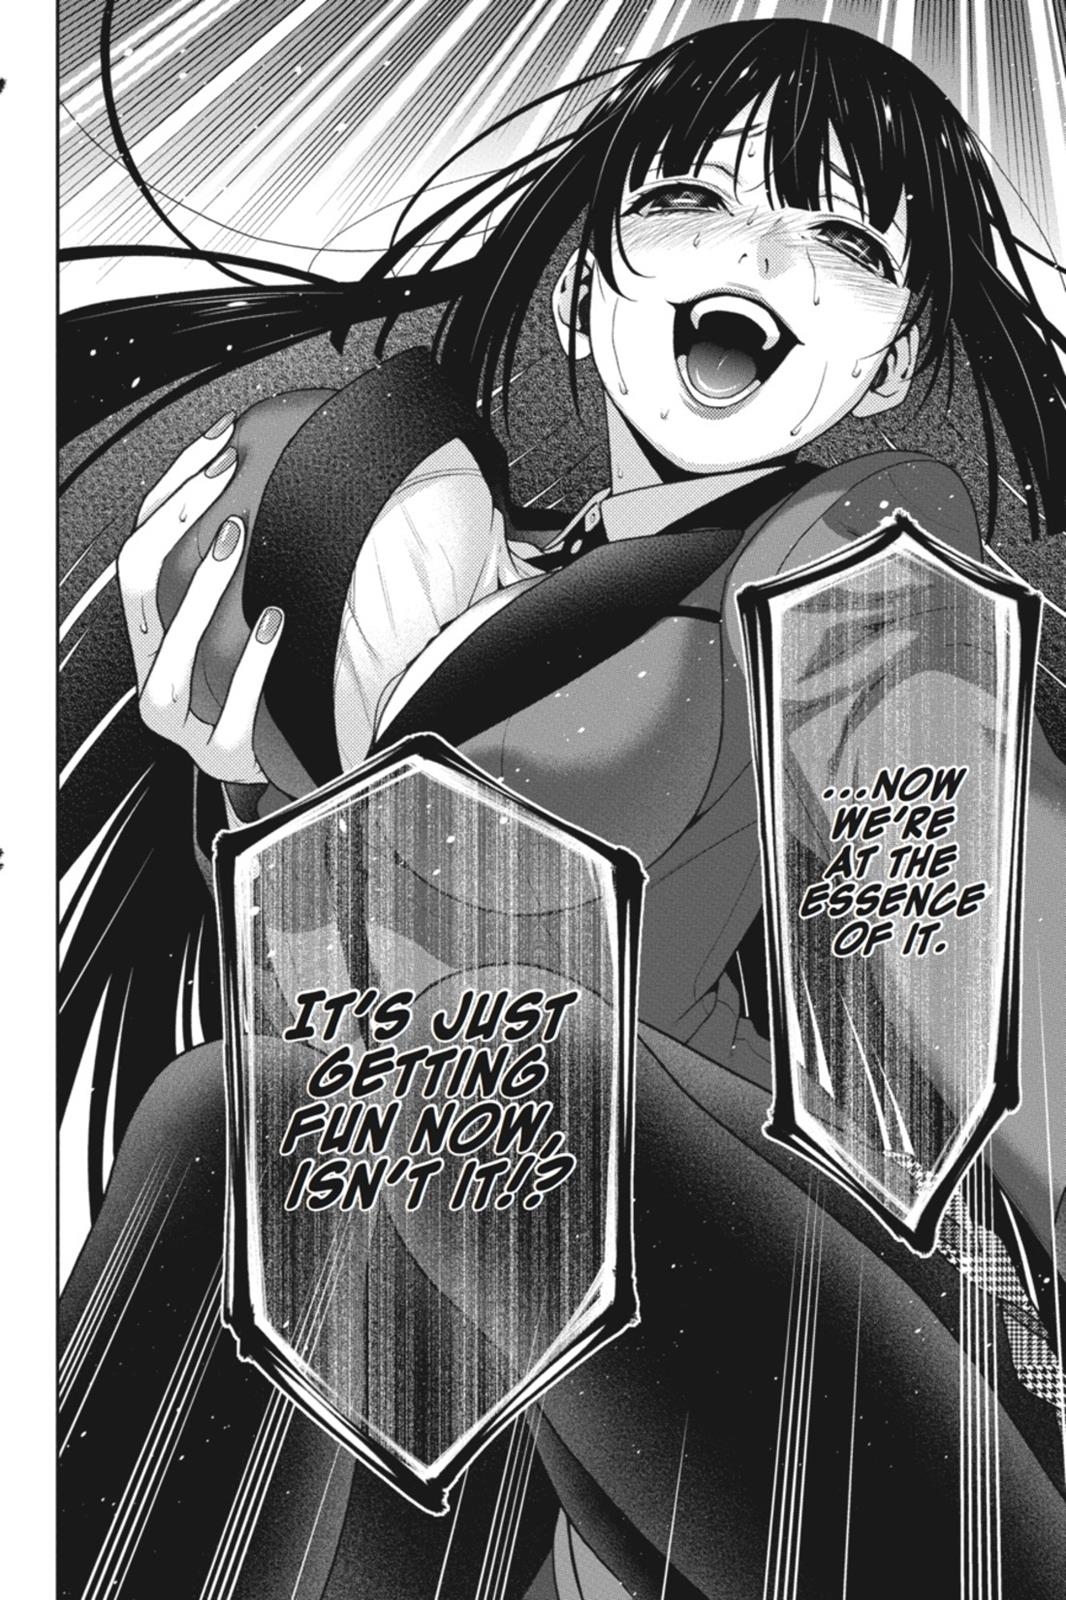 ...NOW
WE'RE
AT THE
ESSENCE
OF IT.
IT'S JUST
GETTING
FUN NOW,
ISN'T IT!?